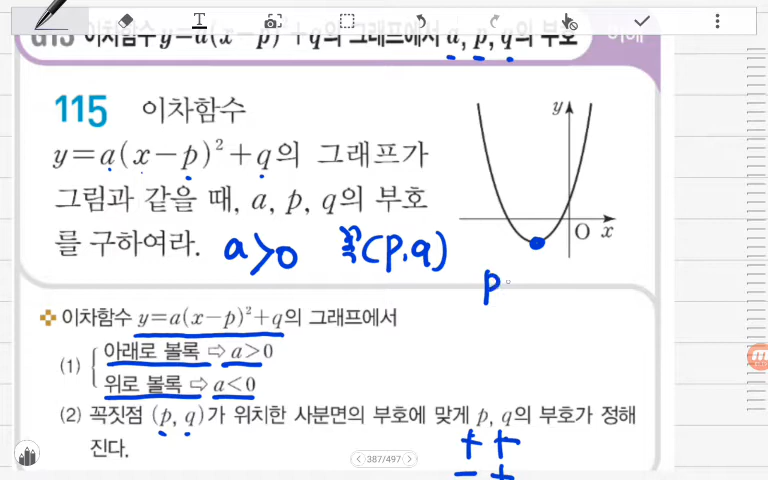 이차함수 y=a(x-p)²+q의 그래프에서 a, p, q의 부호 이해
115 이차함수
y=a(x-p)²+q의 그래프가
그림과 같을 때, a, p, q의 부호
를 구하여라.
a>0 꼭(p,q)
y
O x
p
이차함수 y=a(x-p)²+q의 그래프에서
(1) 아래로 볼록 ⇨ a>0
위로 볼록 ⇨ a<0
(2) 꼭짓점 (p, q)가 위치한 사분면의 부호에 맞게 p, q의 부호가 정해
진다.
+ +
- +
< 387/497 >